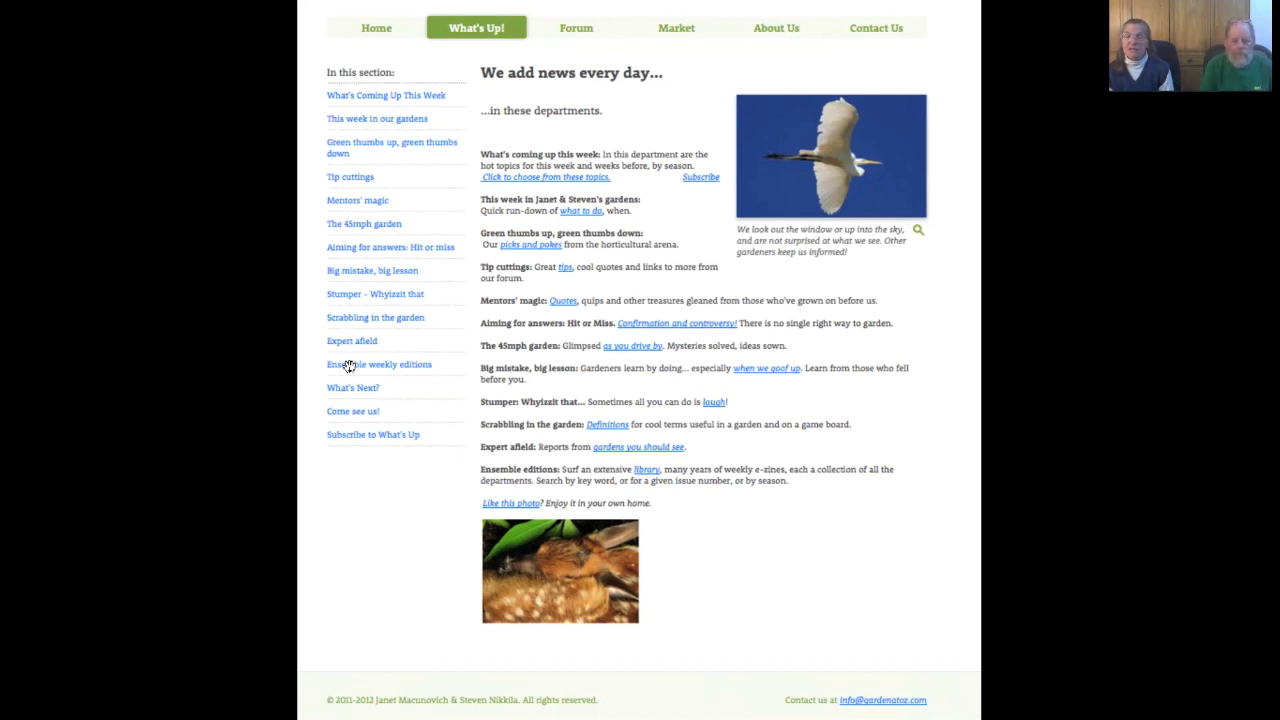 Home
What's Up!
Forum
Market
About Us
Contact Us
In this section:
What's Coming Up This Week
This week in our gardens
Green thumbs up, green thumbs
down
Tip cuttings
Mentors' magic
The 45mph garden
Aiming for answers: Hit or miss
Big mistake, big lesson
Stumper - Whyizzit that
Scrabbling in the garden
Expert afield
Ensemble weekly editions
What's Next?
Come see us!
Subscribe to What's Up
We add news every day...
...in these departments.
What's coming up this week: In this department are the
hot topics for this week and weeks before, by season.
Click to choose from these topics. Subscribe
This week in Janet & Steven's gardens:
Quick run-down of what to do, when.
Green thumbs up, green thumbs down:
Our picks and pokes from the horticultural arena.
Tip cuttings: Great tips, cool quotes and links to more from
our forum.
Mentors' magic: Quotes, quips and other treasures gleaned from those who've grown on before us.
Aiming for answers: Hit or Miss. Confirmation and controversy! There is no single right way to garden.
The 45mph garden: Glimpsed as you drive by. Mysteries solved, ideas sown.
Big mistake, big lesson: Gardeners learn by doing... especially when we goof up. Learn from those who fell
before you.
Stumper: Whyizzit that... Sometimes all you can do is laugh!
Scrabbling in the garden: Definitions for cool terms useful in a garden and on a game board.
Expert afield: Reports from gardens you should see.
Ensemble editions: Surf an extensive library, many years of weekly e-zines, each a collection of all the
departments. Search by key word, or for a given issue number, or by season.
Like this photo? Enjoy it in your own home.
We look out the window or up into the sky,
and are not surprised at what we see. Other
gardeners keep us informed!
© 2011-2012 Janet Macunovich & Steven Nikkila. All rights reserved.
Contact us at info@gardenatoz.com